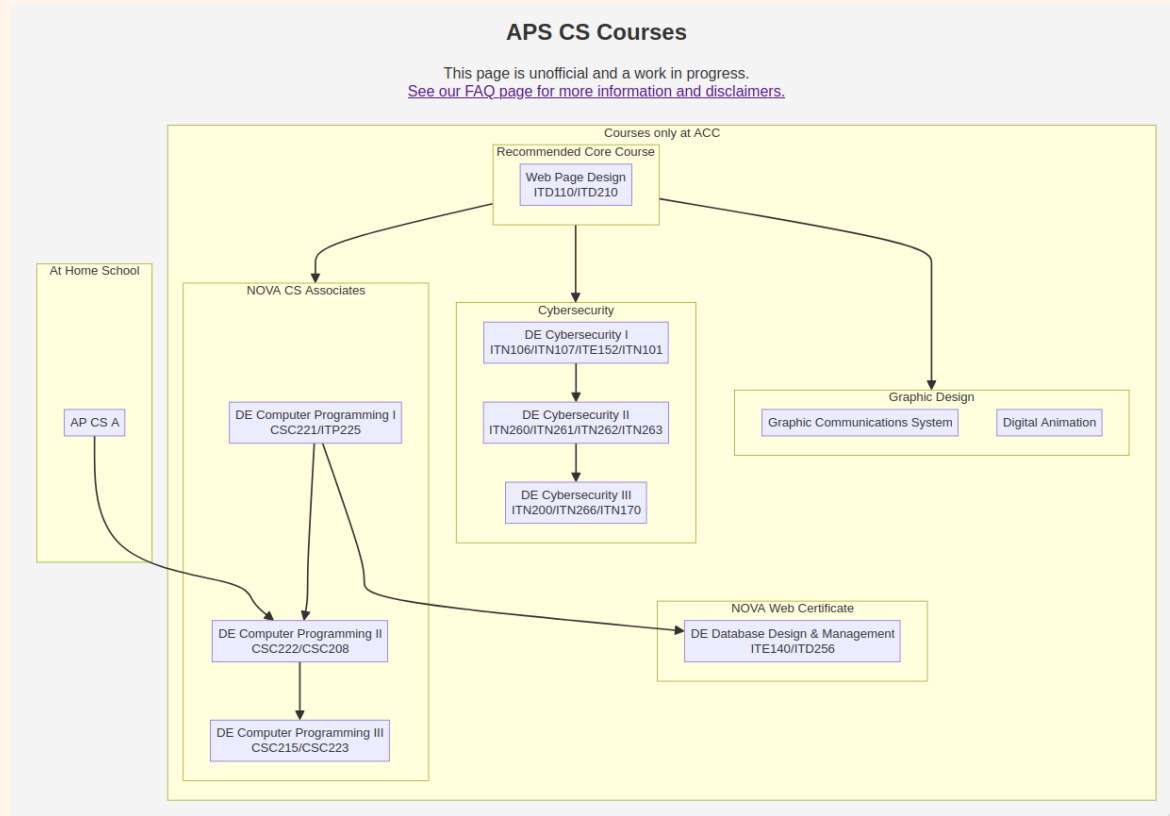 APS CS Courses
This page is unofficial and a work in progress.
See our FAQ page for more information and disclaimers.
Courses only at ACC
Recommended Core Course
Web Page Design
ITD110/ITD210
At Home School
AP CS A
NOVA CS Associates
DE Computer Programming I
CSC221/ITP225
DE Computer Programming II
CSC222/CSC208
DE Computer Programming III
CSC215/CSC223
Cybersecurity
DE Cybersecurity I
ITN106/ITN107/ITE152/ITN101
DE Cybersecurity II
ITN260/ITN261/ITN262/ITN263
DE Cybersecurity III
ITN200/ITN266/ITN170
Graphic Design
Graphic Communications System
Digital Animation
NOVA Web Certificate
DE Database Design & Management
ITE140/ITD256